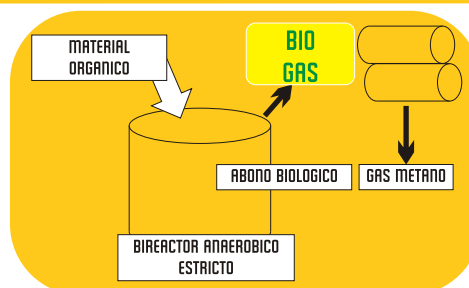 MATERIAL
ORGANICO
BIO
GAS
ABONO BIOLOGICO
GAS METANO
BIREACTOR ANAEROBICO
ESTRICTO